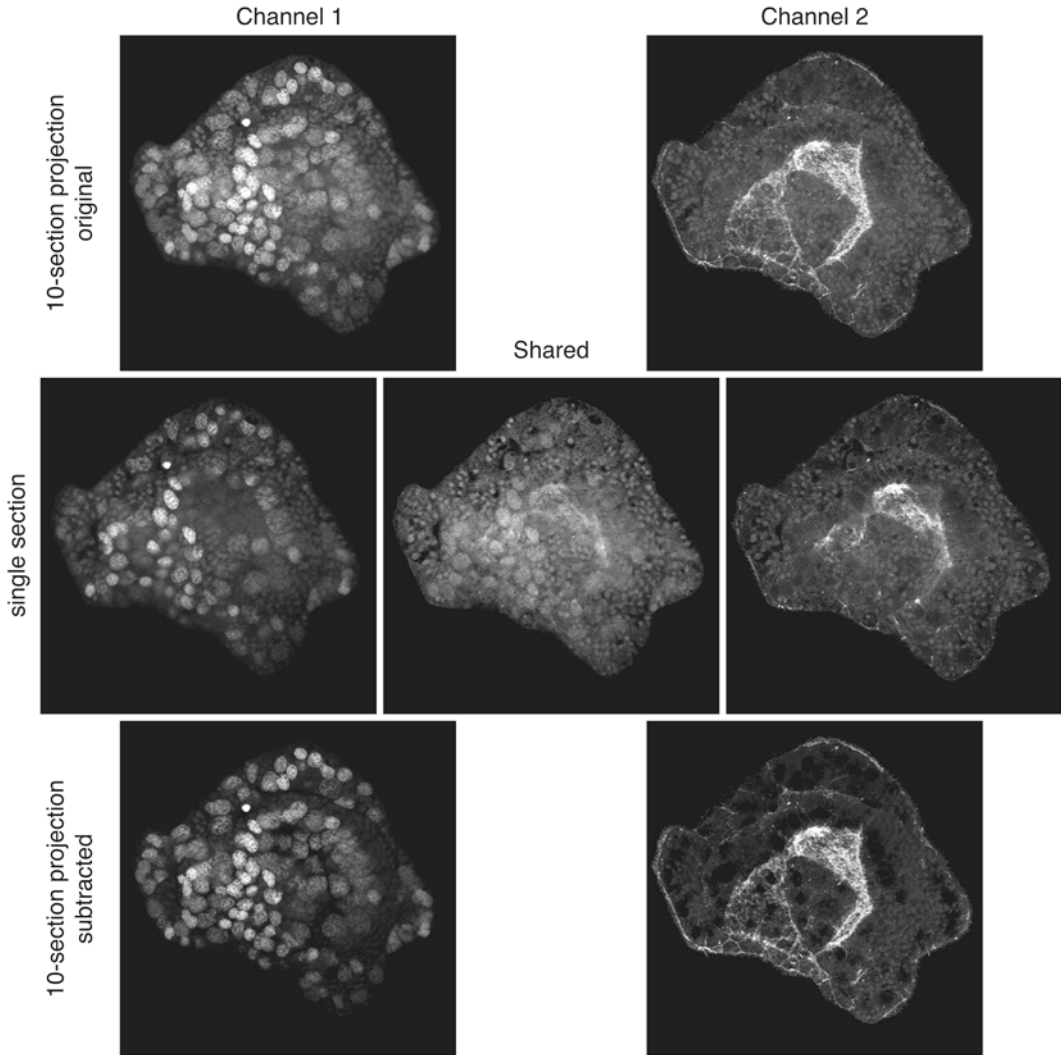 Channel 1
Channel 2
10-section projection
original
Shared
single section
10-section projection
subtracted